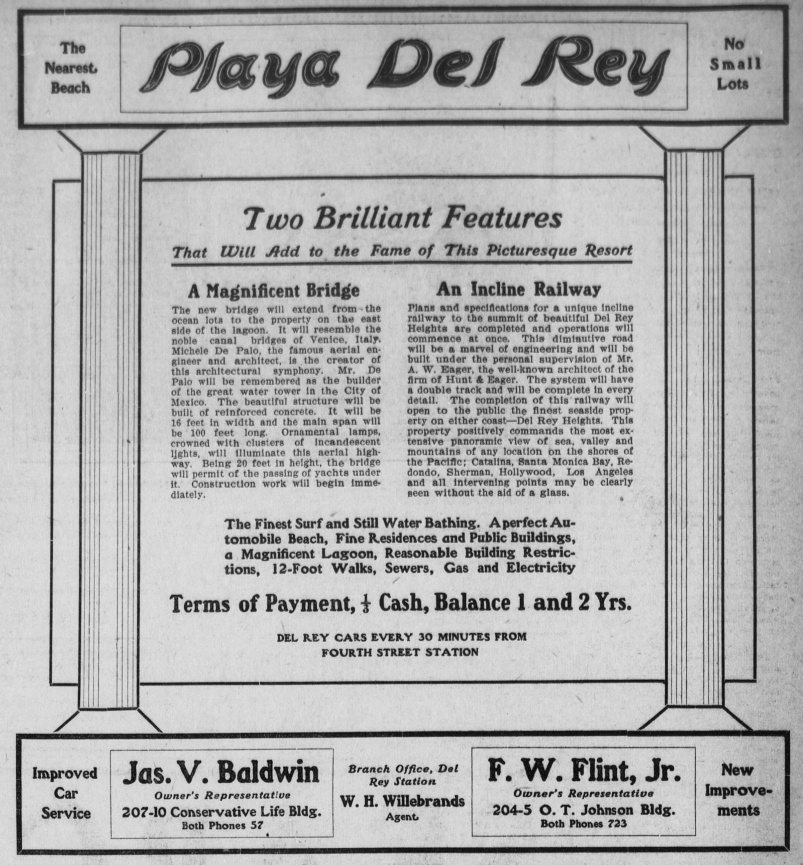 The
Nearest
Beach
Playa Del Rey
No
Small
Lots
Two Brilliant Features
That Will Add to the Fame of This Picturesque Resort
A Magnificent Bridge
The new bridge will extend from the
ocean lots to the property on the east
side of the lagoon. It will resemble the
noble canal bridges of Venice, Italy.
Michele De Palo, the famous aerial en-
gineer and architect, is the creator of
this architectural symphony. Mr. De
Palo will be remembered as the builder
of the great water tower in the City of
Mexico. The beautiful structure will be
built of reinforced concrete. It will be
16 feet in width and the main span will
be 100 feet long. Ornamental lamps,
crowned with clusters of incandescent
lights, will illuminate this aerial high-
way. Being 20 feet in height, the bridge
will permit of the passing of yachts under
it. Construction work will begin imme-
diately.
An Incline Railway
Plans and specifications for a unique incline
railway to the summit of beautiful Del Rey
Heights are completed and operations will
commence at once. This diminutive road
will be a marvel of engineering and will be
built under the personal supervision of Mr.
A. W. Eager, the well-known architect of the
firm of Hunt & Eager. The system will have
a double track and will be complete in every
detail. The completion of this railway will
open to the public the finest seaside prop-
erty on either coast—Del Rey Heights. This
property positively commands the most ex-
tensive panoramic view of sea, valley and
mountains of any location on the shores of
the Pacific; Catalina, Santa Monica Bay, Re-
dondo, Sherman, Hollywood, Los Angeles
and all intervening points may be clearly
seen without the aid of a glass.
The Finest Surf and Still Water Bathing. A perfect Au-
tomobile Beach, Fine Residences and Public Buildings,
a Magnificent Lagoon, Reasonable Building Restric-
tions, 12-Foot Walks, Sewers, Gas and Electricity
Terms of Payment, ⅓ Cash, Balance 1 and 2 Yrs.
DEL REY CARS EVERY 30 MINUTES FROM
FOURTH STREET STATION
Improved
Car
Service
Jas. V. Baldwin
Owner's Representative
207-10 Conservative Life Bldg.
Both Phones 57
Branch Office, Del
Rey Station
W. H. Willebrands
Agent
F. W. Flint, Jr.
Owner's Representative
204-5 O. T. Johnson Bldg.
Both Phones 723
New
Improve-
ments